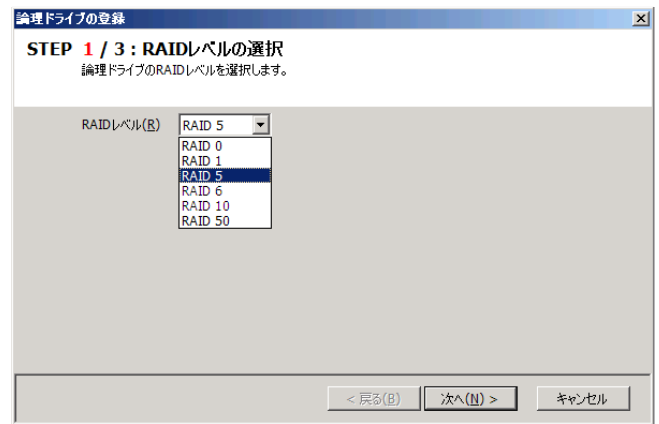 論理ドライブの登録
STEP 1 / 3 : RAIDレベルの選択
論理ドライブのRAIDレベルを選択します。
RAIDレベル(R) RAID 5
RAID 0
RAID 1
RAID 5
RAID 6
RAID 10
RAID 50
< 戻る(B) 次へ(N) > キャンセル